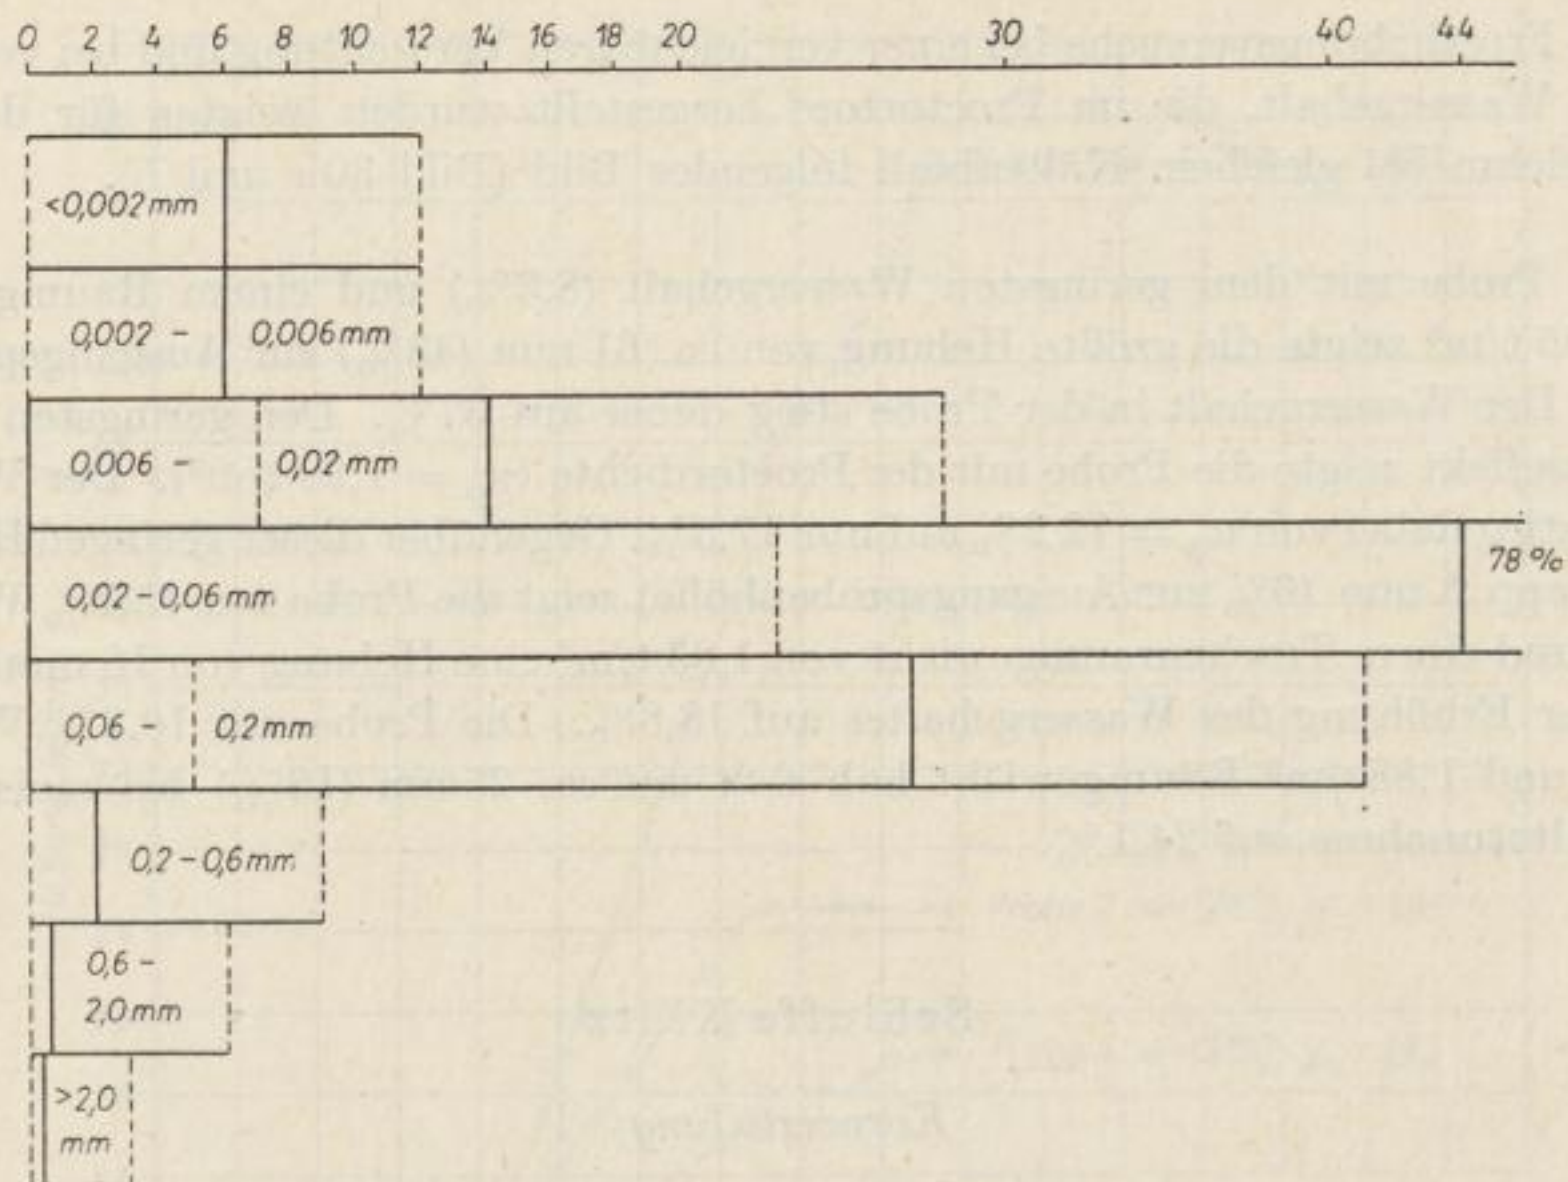 0 2 4 6 8 10 12 14 16 18 20 30 40 44
<0,002 mm
0,002 – 0,006 mm
0,006 – 0,02 mm
78 %
0,02 – 0,06 mm
0,06 – 0,2 mm
0,2 – 0,6 mm
0,6 –
2,0 mm
>2,0
mm